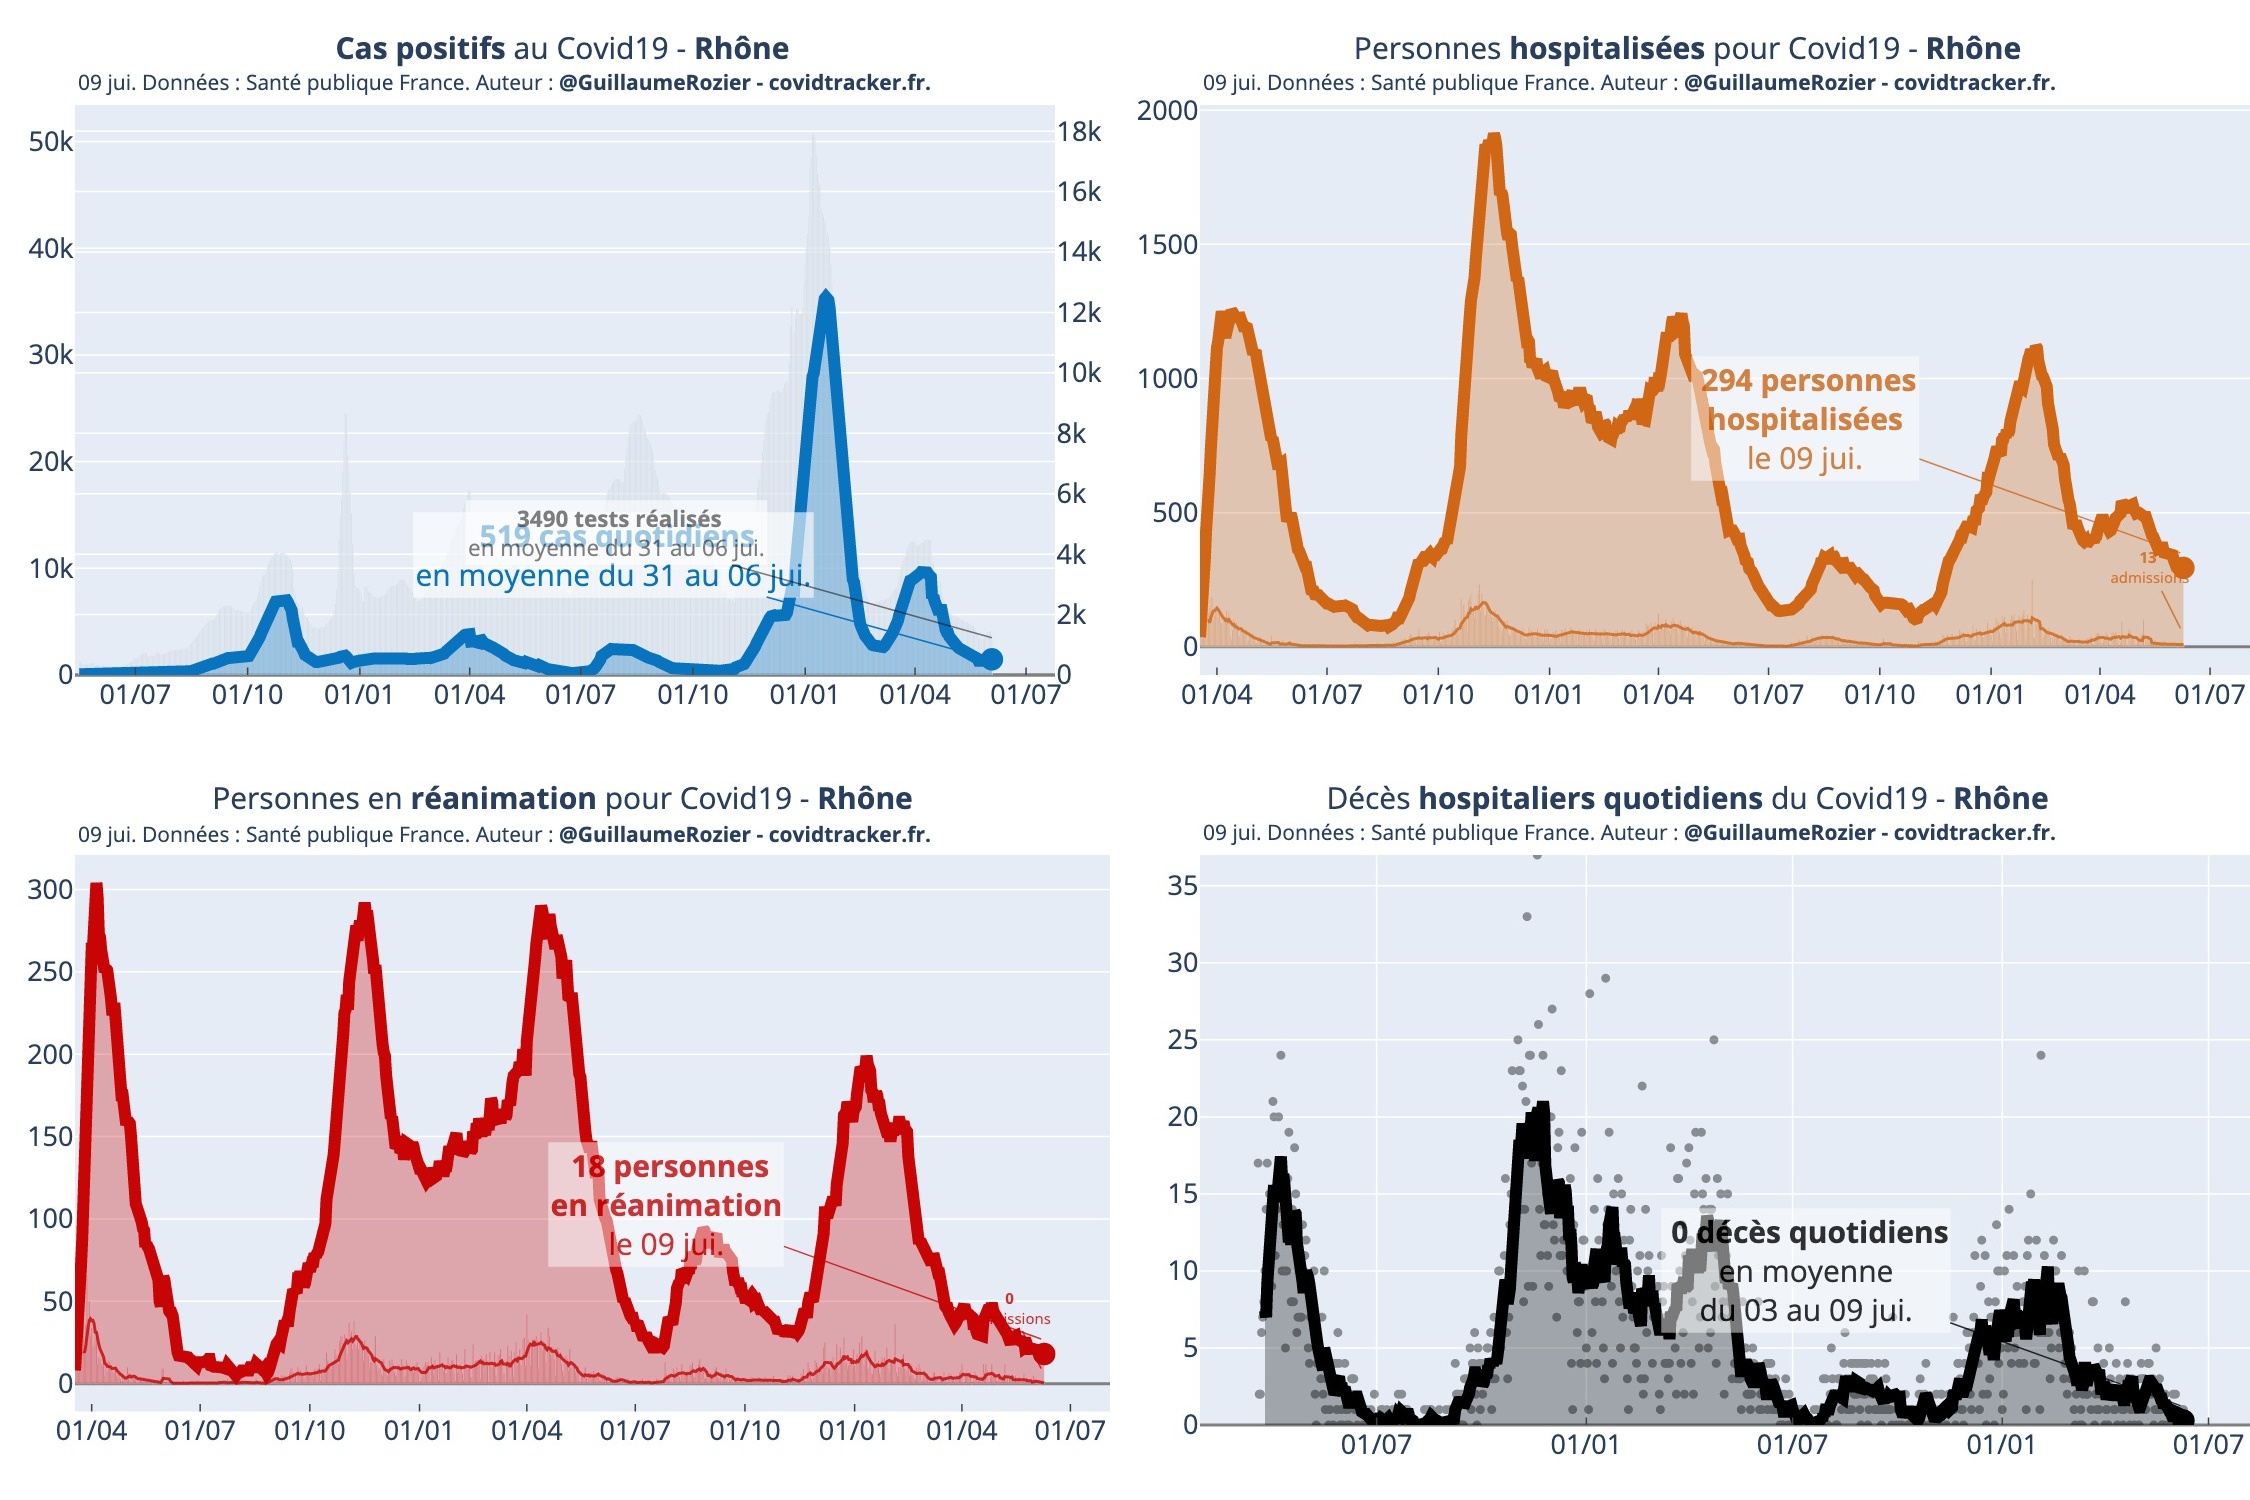 Cas positifs au Covid19 - Rhône
09 jui. Données : Santé publique France. Auteur : @GuillaumeRozier - covidtracker.fr.
50k
40k
30k
20k
10k
0
18k
16k
14k
12k
10k
8k
6k
4k
2k
0
3490 tests réalisés
en moyenne du 31 au 06 jui.
519 cas quotidiens
en moyenne du 31 au 06 jui.
01/07 01/10 01/01 01/04 01/07 01/10 01/01 01/04 01/07
Personnes hospitalisées pour Covid19 - Rhône
09 jui. Données : Santé publique France. Auteur : @GuillaumeRozier - covidtracker.fr.
2000
1500
1000
500
0
294 personnes
hospitalisées
le 09 jui.
13
admissions
01/04 01/07 01/10 01/01 01/04 01/07 01/10 01/01 01/04 01/07
Personnes en réanimation pour Covid19 - Rhône
09 jui. Données : Santé publique France. Auteur : @GuillaumeRozier - covidtracker.fr.
300
250
200
150
100
50
0
18 personnes
en réanimation
le 09 jui.
0
01/04 01/07 01/10 01/01 01/04 01/07 01/10 01/01 01/04 01/07
Décès hospitaliers quotidiens du Covid19 - Rhône
09 jui. Données : Santé publique France. Auteur : @GuillaumeRozier - covidtracker.fr.
35
30
25
20
15
10
5
0
0 décès quotidiens
en moyenne
du 03 au 09 jui.
01/07 01/01 01/07 01/01 01/07